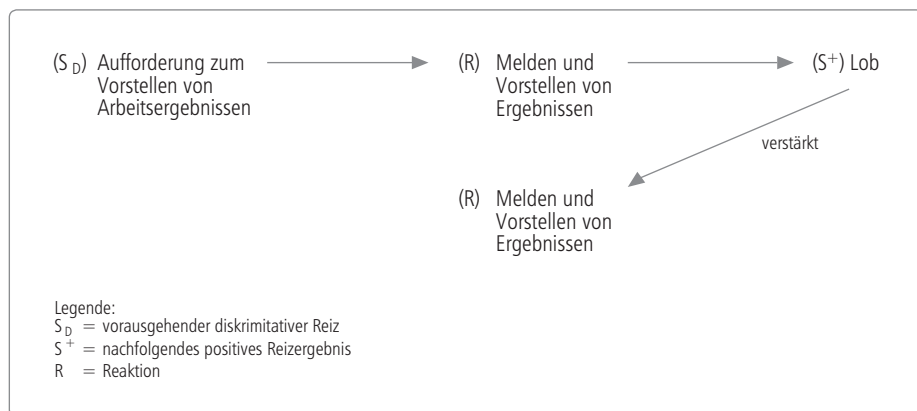 (S D) Aufforderung zum
Vorstellen von
Arbeitsergebnissen
(R) Melden und
Vorstellen von
Ergebnissen
(S+) Lob
verstärkt
(R) Melden und
Vorstellen von
Ergebnissen
Legende:
S D = vorausgehender diskrimitativer Reiz
S + = nachfolgendes positives Reizergebnis
R = Reaktion